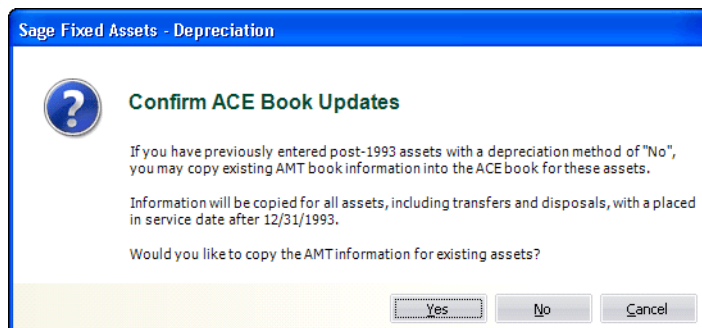 Sage Fixed Assets - Depreciation
Confirm ACE Book Updates
If you have previously entered post-1993 assets with a depreciation method of "No",
you may copy existing AMT book information into the ACE book for these assets.
Information will be copied for all assets, including transfers and disposals, with a placed
in service date after 12/31/1993.
Would you like to copy the AMT information for existing assets?
Yes No Cancel